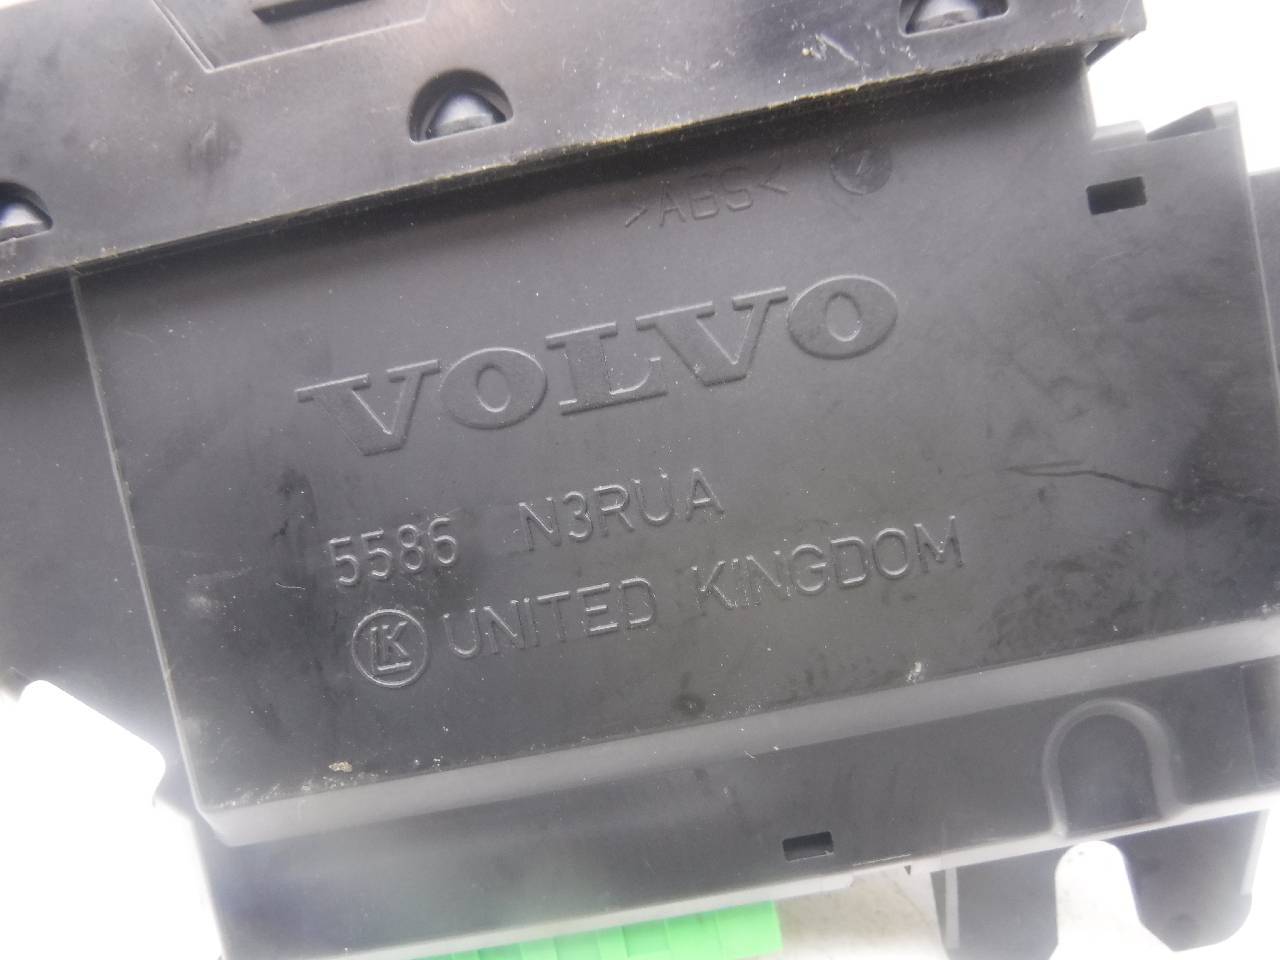 >ABS<
VOLVO
5586 N3RUA
LK UNITED KINGDOM